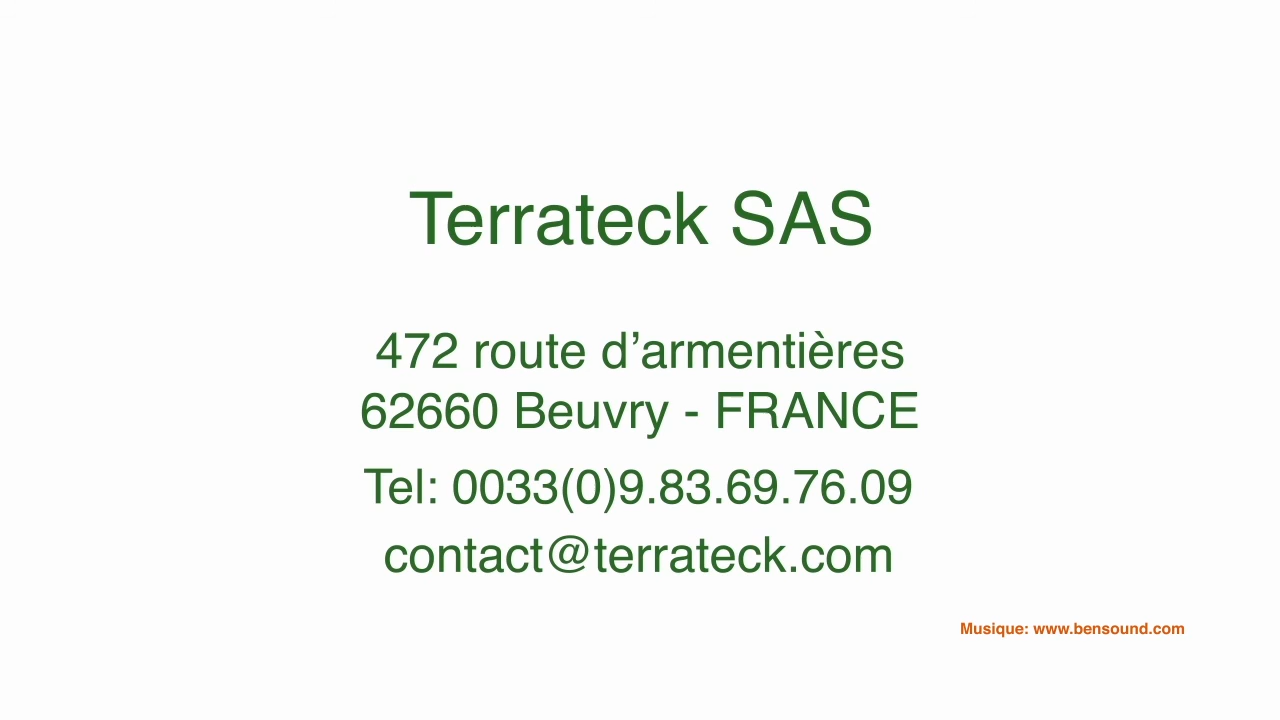 Terrateck SAS
472 route d’armentières
62660 Beuvry - FRANCE
Tel: 0033(0)9.83.69.76.09
contact@terrateck.com
Musique: www.bensound.com